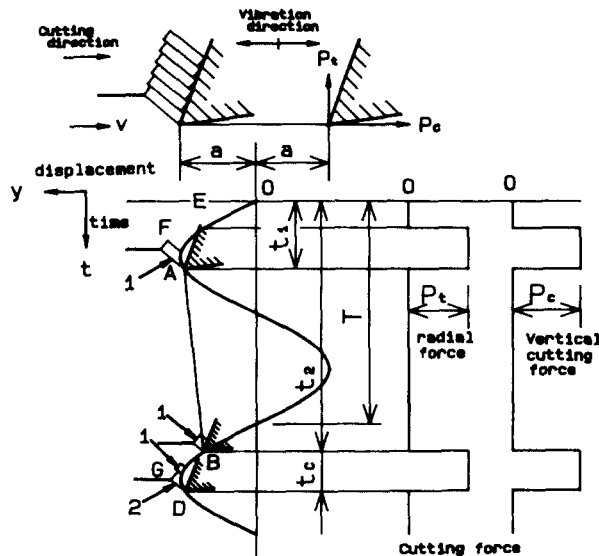 Cutting direction
Vibration direction
Pt
v
Pc
a
a
displacement
y
time
t
O
O
O
E
F
A
1
t1
T
t2
Pt
radial force
Pc
Vertical cutting force
1
1
B
G
2
D
tc
Cutting force